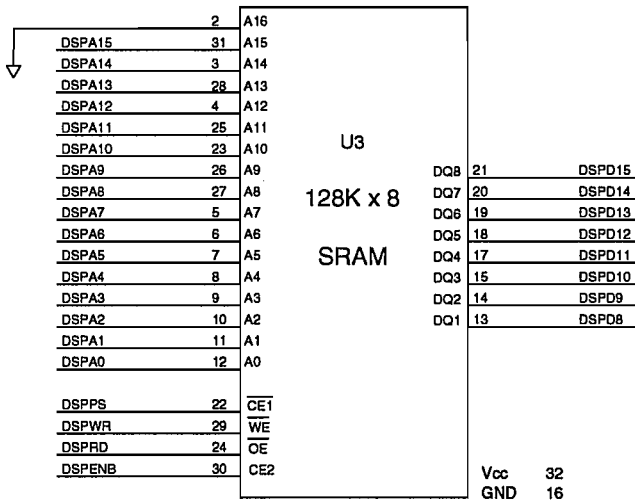 2 A16
DSPA15 31 A15
DSPA14 3 A14
DSPA13 28 A13
DSPA12 4 A12
DSPA11 25 A11
DSPA10 23 A10
DSPA9 26 A9
DSPA8 27 A8
DSPA7 5 A7
DSPA6 6 A6
DSPA5 7 A5
DSPA4 8 A4
DSPA3 9 A3
DSPA2 10 A2
DSPA1 11 A1
DSPA0 12 A0
DSPPS 22 CE1
DSPWR 29 WE
DSPRD 24 OE
DSPENB 30 CE2
U3
128K x 8
SRAM
DQ8 21 DSPD15
DQ7 20 DSPD14
DQ6 19 DSPD13
DQ5 18 DSPD12
DQ4 17 DSPD11
DQ3 15 DSPD10
DQ2 14 DSPD9
DQ1 13 DSPD8
Vcc 32
GND 16